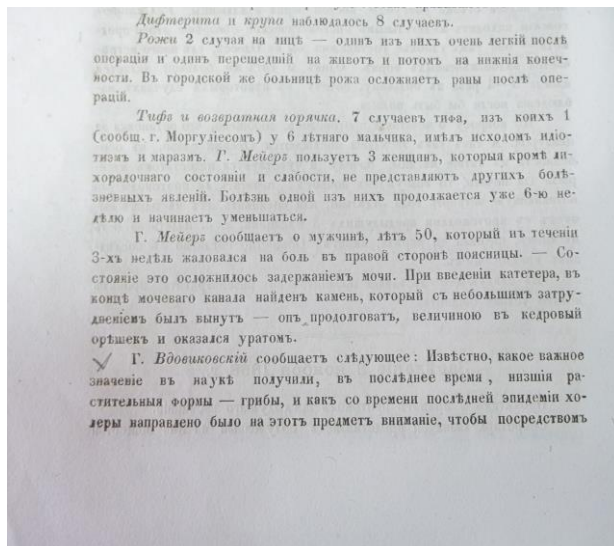 Дифтерита и крупа наблюдалось 8 случаевъ.
Рожи 2 случая на лицѣ — одинъ изъ нихъ очень легкій послѣ
операціи и одинъ перешедшій на животъ и потомъ на нижнія конеч-
ности. Въ городской же больницѣ рожа осложняетъ раны послѣ опе-
рацій.
Тифъ и возвратная горячка. 7 случаевъ тифа, изъ коихъ 1
(сообщ. г. Моргуліесомъ) у 6 лѣтняго мальчика, имѣлъ исходомъ идіо-
тизмъ и маразмъ. Г. Мейеръ пользуетъ 3 женщинъ, которыя кромѣ ли-
хорадочнаго состоянія и слабости, не представляютъ другихъ болѣ-
зненныхъ явленій. Болѣзнь одной изъ нихъ продолжается уже 6-ю не-
дѣлю и начинаетъ уменьшаться.
Г. Мейеръ сообщаетъ о мужчинѣ, лѣтъ 50, который въ теченіи
3-хъ недѣль жаловался на боль въ правой сторонѣ поясницы. — Со-
стояніе это осложнилось задержаніемъ мочи. При введеніи катетера, въ
концѣ мочеваго канала найденъ камень, который съ небольшимъ затру-
дненіемъ былъ вынутъ — онъ продолговатъ, величиною въ кедровый
орѣшекъ и оказался уратомъ.
Г. Вдовиковскій сообщаетъ слѣдующее: Извѣстно, какое важное
значеніе въ наукѣ получили, въ послѣднее время, низшія ра-
стительныя формы — грибы, и какъ со времени послѣдней эпидеміи хо-
леры направлено было на этотъ предметъ вниманіе, чтобы посредствомъ